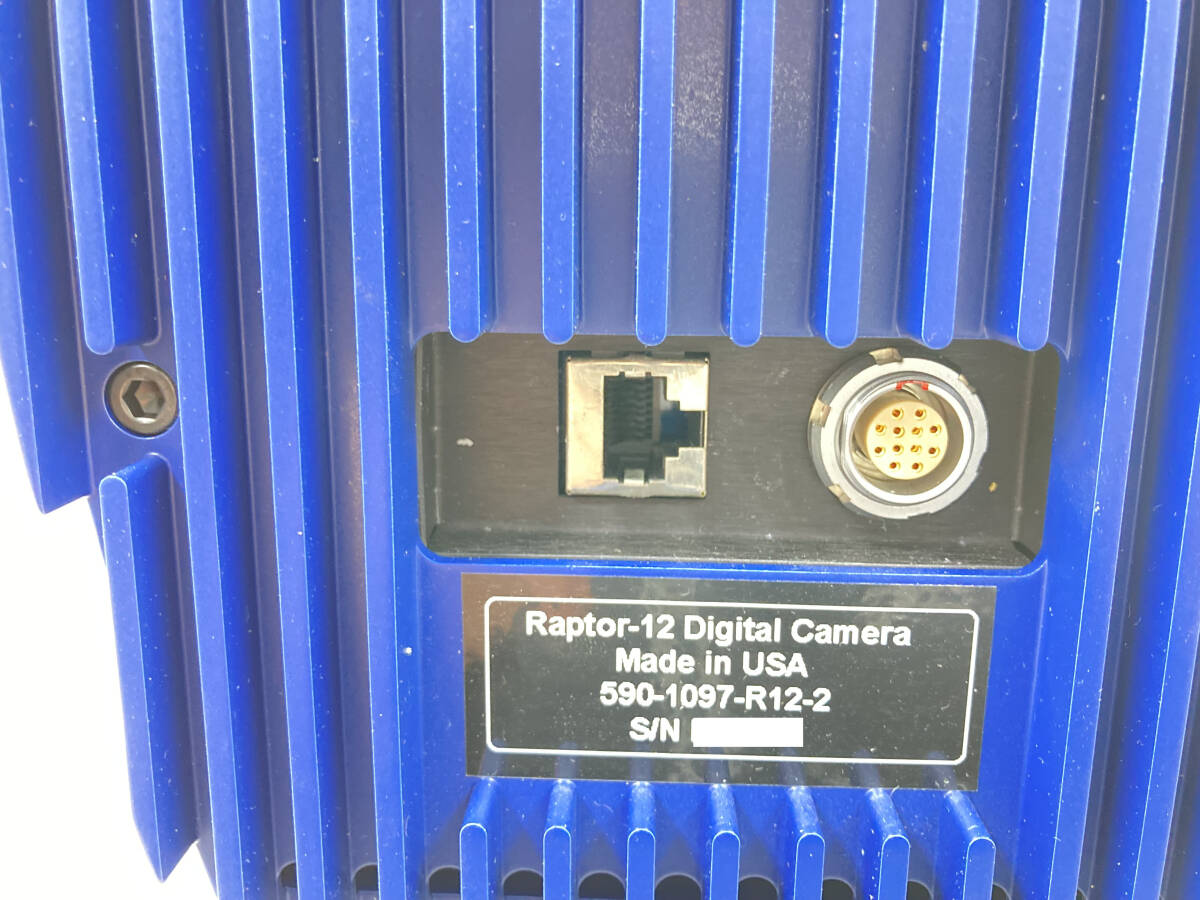 Raptor-12 Digital Camera
Made in USA
590-1097-R12-2
S/N